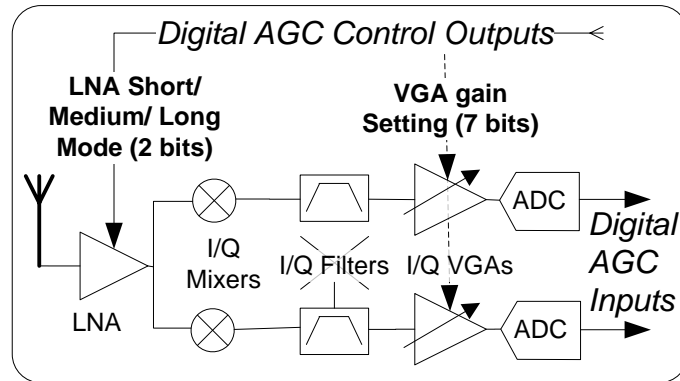 Digital AGC Control Outputs
LNA Short/
Medium/ Long
Mode (2 bits)
VGA gain
Setting (7 bits)
ADC
I/Q
Mixers
I/Q Filters
I/Q VGAs
Digital
AGC
Inputs
LNA
ADC